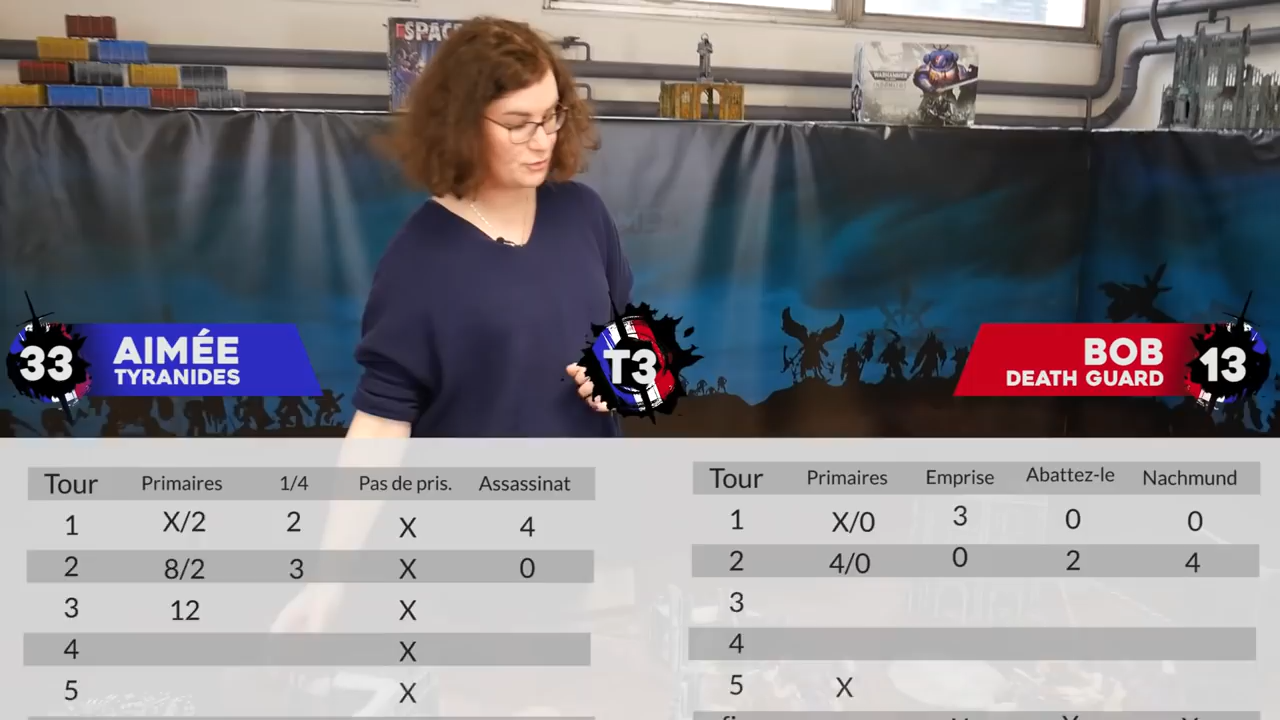 SPACE
WARHAMMER
33
AIMÉE
TYRANIDES
T3
BOB
DEATH GUARD
13
Tour Primaires 1/4 Pas de pris. Assassinat
1 X/2 2 X 4
2 8/2 3 X 0
3 12 X
4 X
5 X
Tour Primaires Emprise Abattez-le Nachmund
1 X/0 3 0 0
2 4/0 0 2 4
3
4
5 X